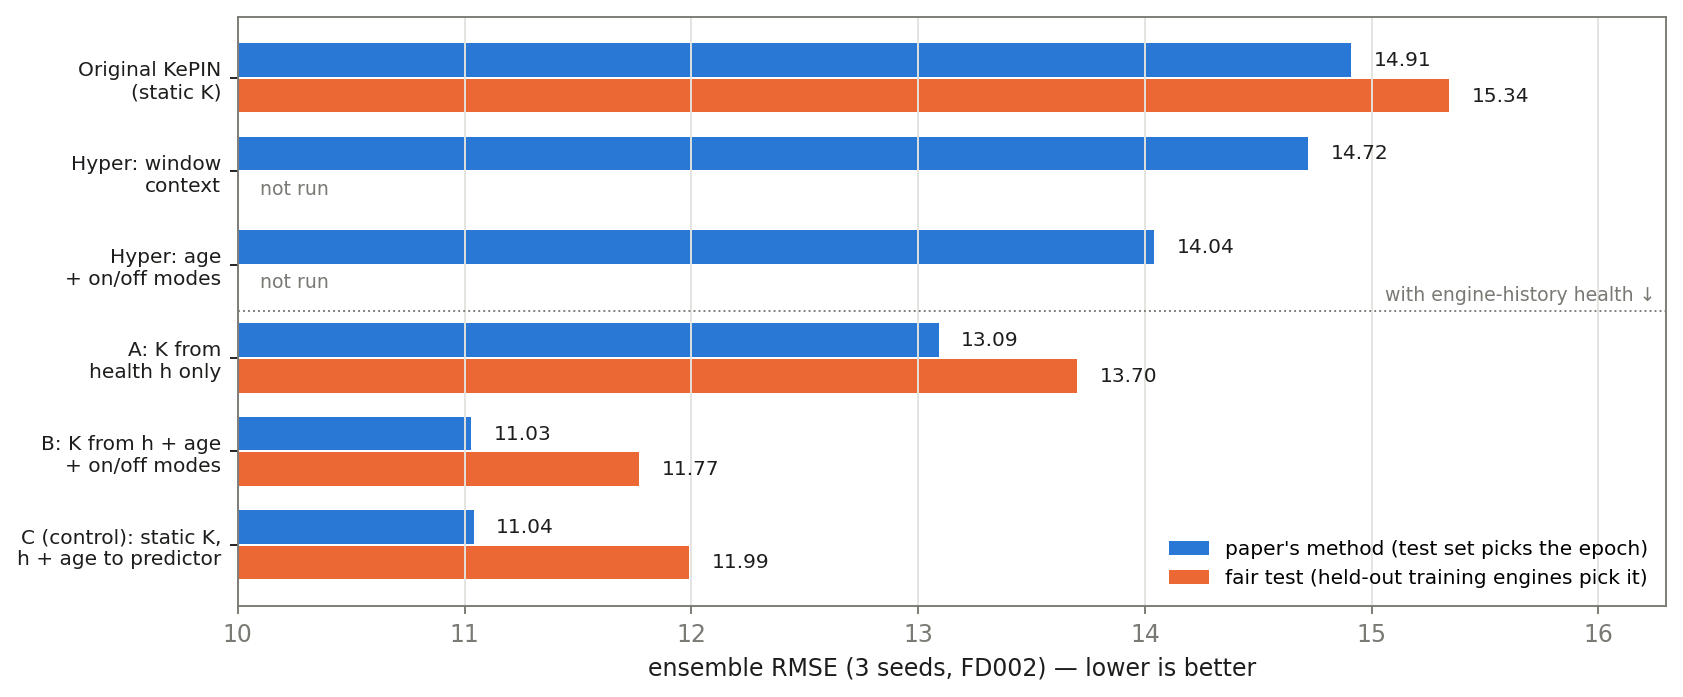 Original KePIN
(static K)
14.91
15.34
Hyper: window
context
14.72
not run
Hyper: age
+ on/off modes
14.04
not run
with engine-history health ↓
A: K from
health h only
13.09
13.70
B: K from h + age
+ on/off modes
11.03
11.77
C (control): static K,
h + age to predictor
11.04
11.99
paper's method (test set picks the epoch)
fair test (held-out training engines pick it)
10 11 12 13 14 15 16
ensemble RMSE (3 seeds, FD002) — lower is better